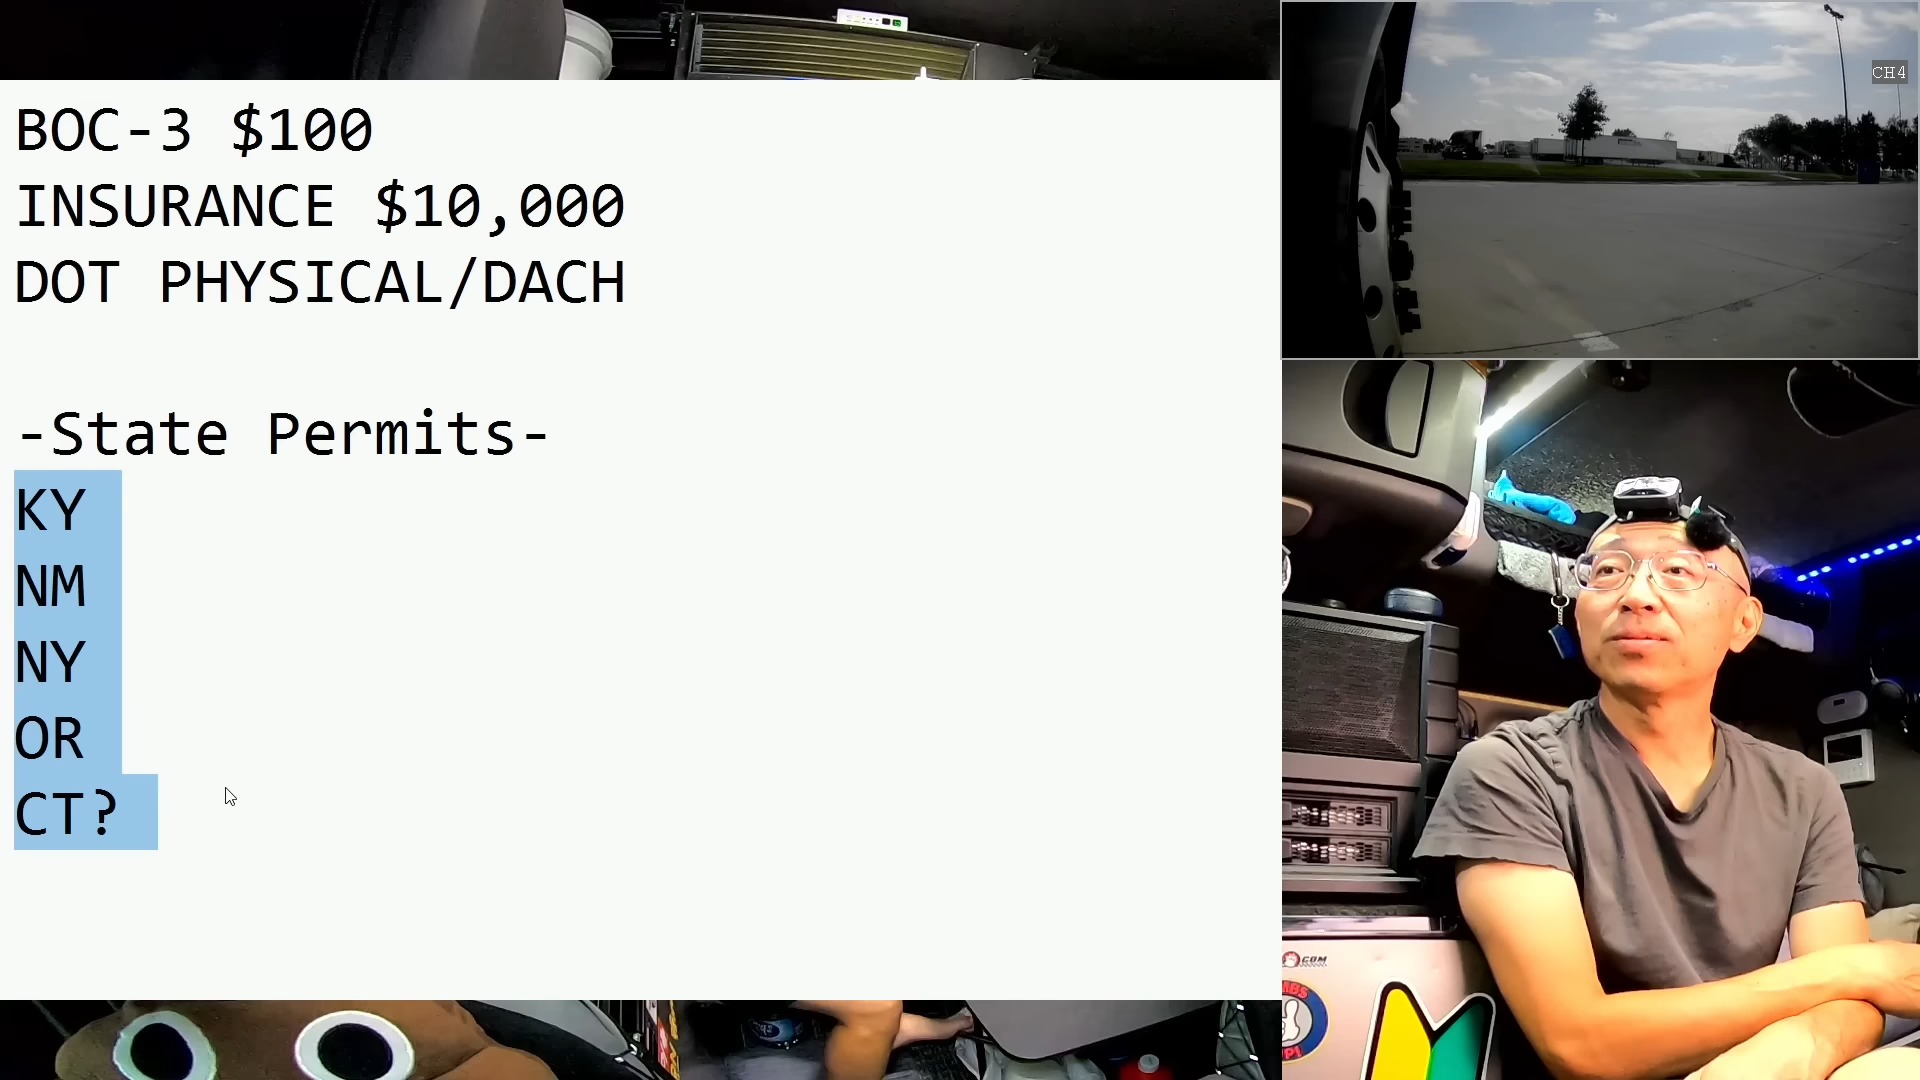 BOC-3 $100
INSURANCE $10,000
DOT PHYSICAL/DACH
-State Permits-
KY
NM
NY
OR
CT?
CH4